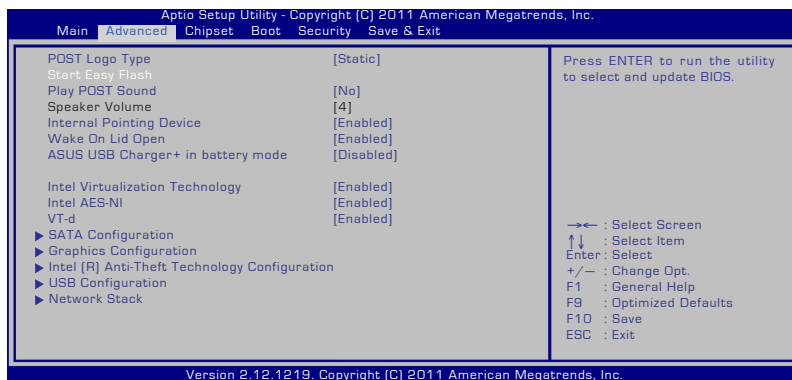 Aptio Setup Utility - Copyright (C) 2011 American Megatrends, Inc.
Main Advanced Chipset Boot Security Save & Exit
POST Logo Type [Static]
Start Easy Flash
Play POST Sound [No]
Speaker Volume [4]
Internal Pointing Device [Enabled]
Wake On Lid Open [Enabled]
ASUS USB Charger+ in battery mode [Disabled]
Intel Virtualization Technology [Enabled]
Intel AES-NI [Enabled]
VT-d [Enabled]
SATA Configuration
Graphics Configuration
Intel (R) Anti-Theft Technology Configuration
USB Configuration
Network Stack
Press ENTER to run the utility
to select and update BIOS.
→← : Select Screen
↑↓ : Select Item
Enter : Select
+/— : Change Opt.
F1 : General Help
F9 : Optimized Defaults
F10 : Save
ESC : Exit
Version 2.12.1219. Copyright (C) 2011 American Megatrends, Inc.